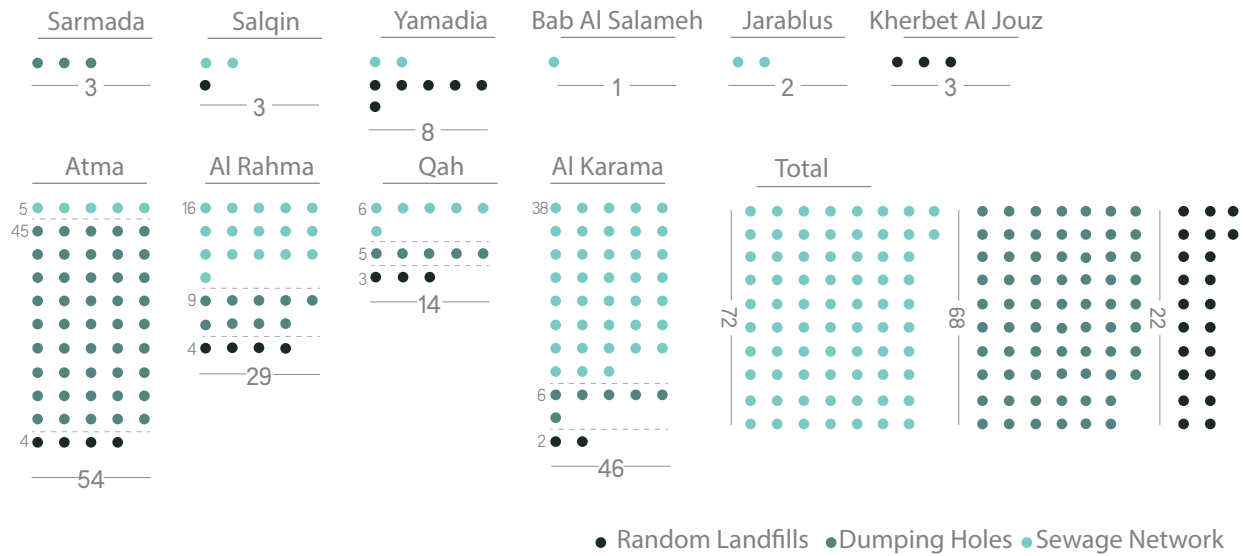 Sarmada
3
Salqin
3
Yamadia
8
Bab Al Salameh
1
Jarablus
2
Kherbet Al Jouz
3
Atma
5
45
4
54
Al Rahma
16
9
4
29
Qah
6
5
3
14
Al Karama
38
6
2
46
Total
72
68
22
Random Landfills
Dumping Holes
Sewage Network